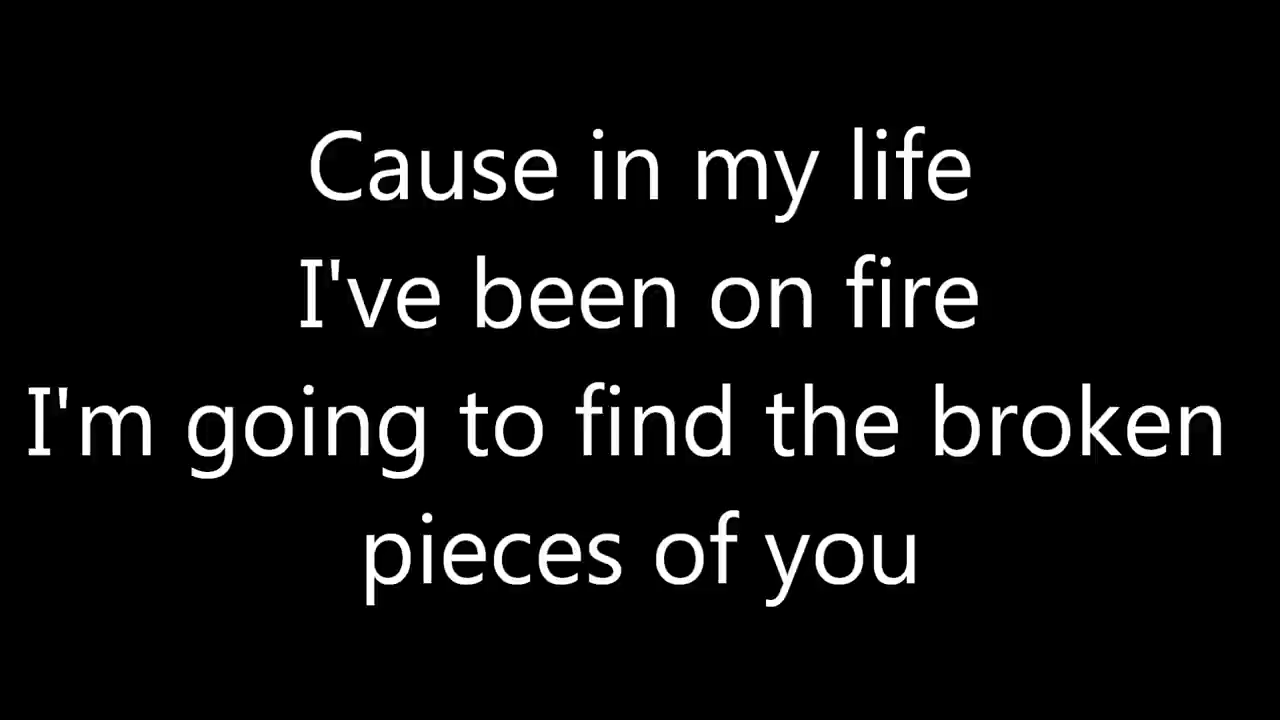 Cause in my life
I've been on fire
I'm going to find the broken
pieces of you